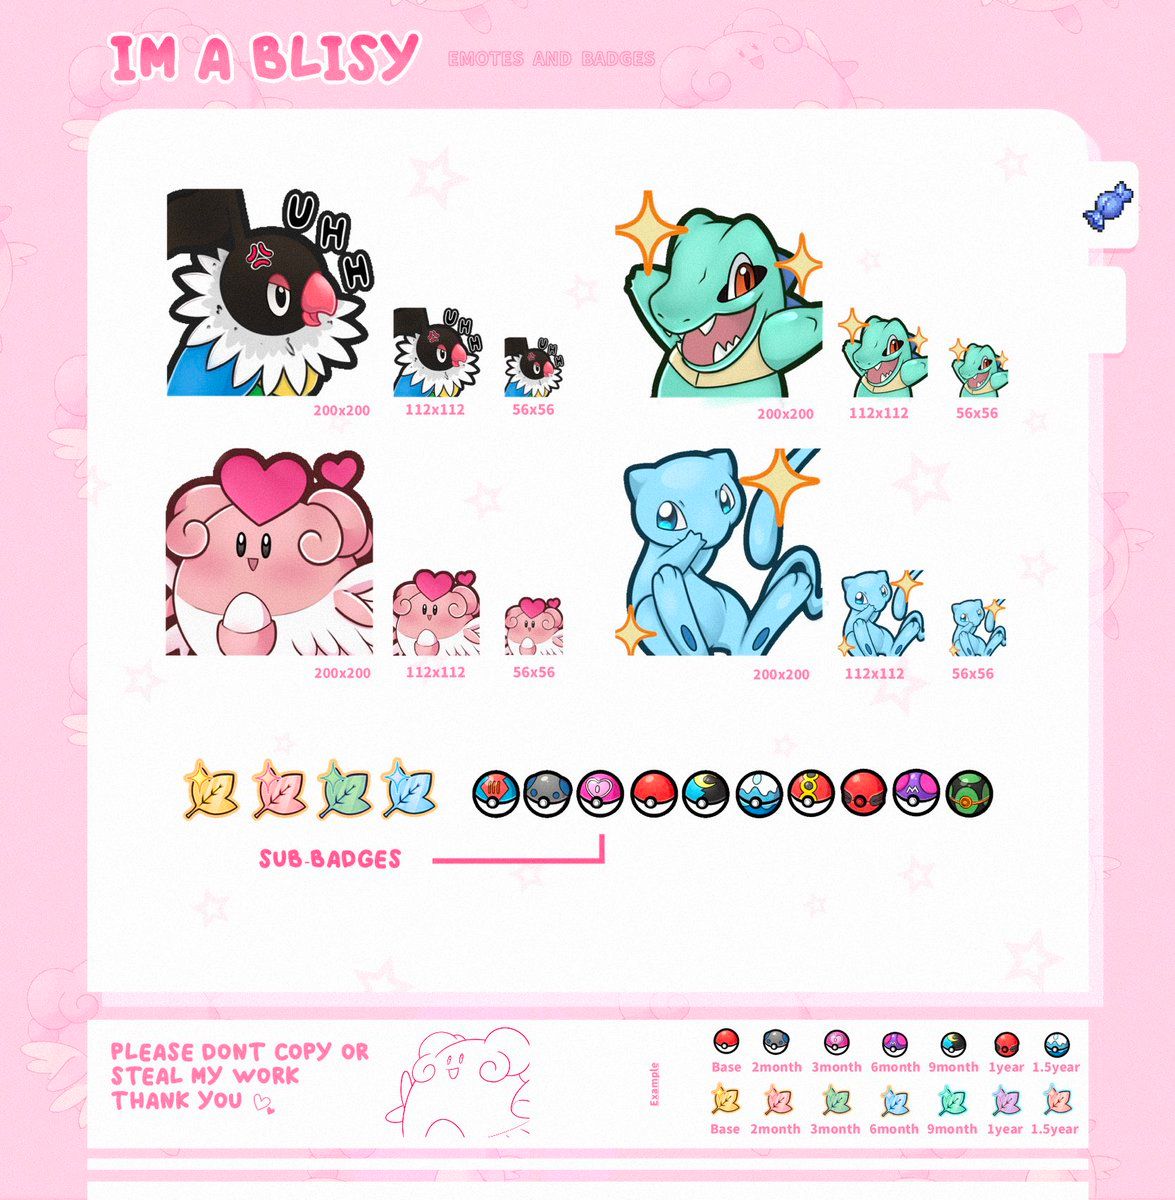 IM A BLISY
EMOTES AND BADGES
UHH
UHH
UHH
200x200
112x112
56x56
200x200
112x112
56x56
200x200
112x112
56x56
200x200
112x112
56x56
SUB-BADGES
PLEASE DONT COPY OR
STEAL MY WORK
THANK YOU
Example
Base 2month 3month 6month 9month 1year 1.5year
Base 2month 3month 6month 9month 1year 1.5year